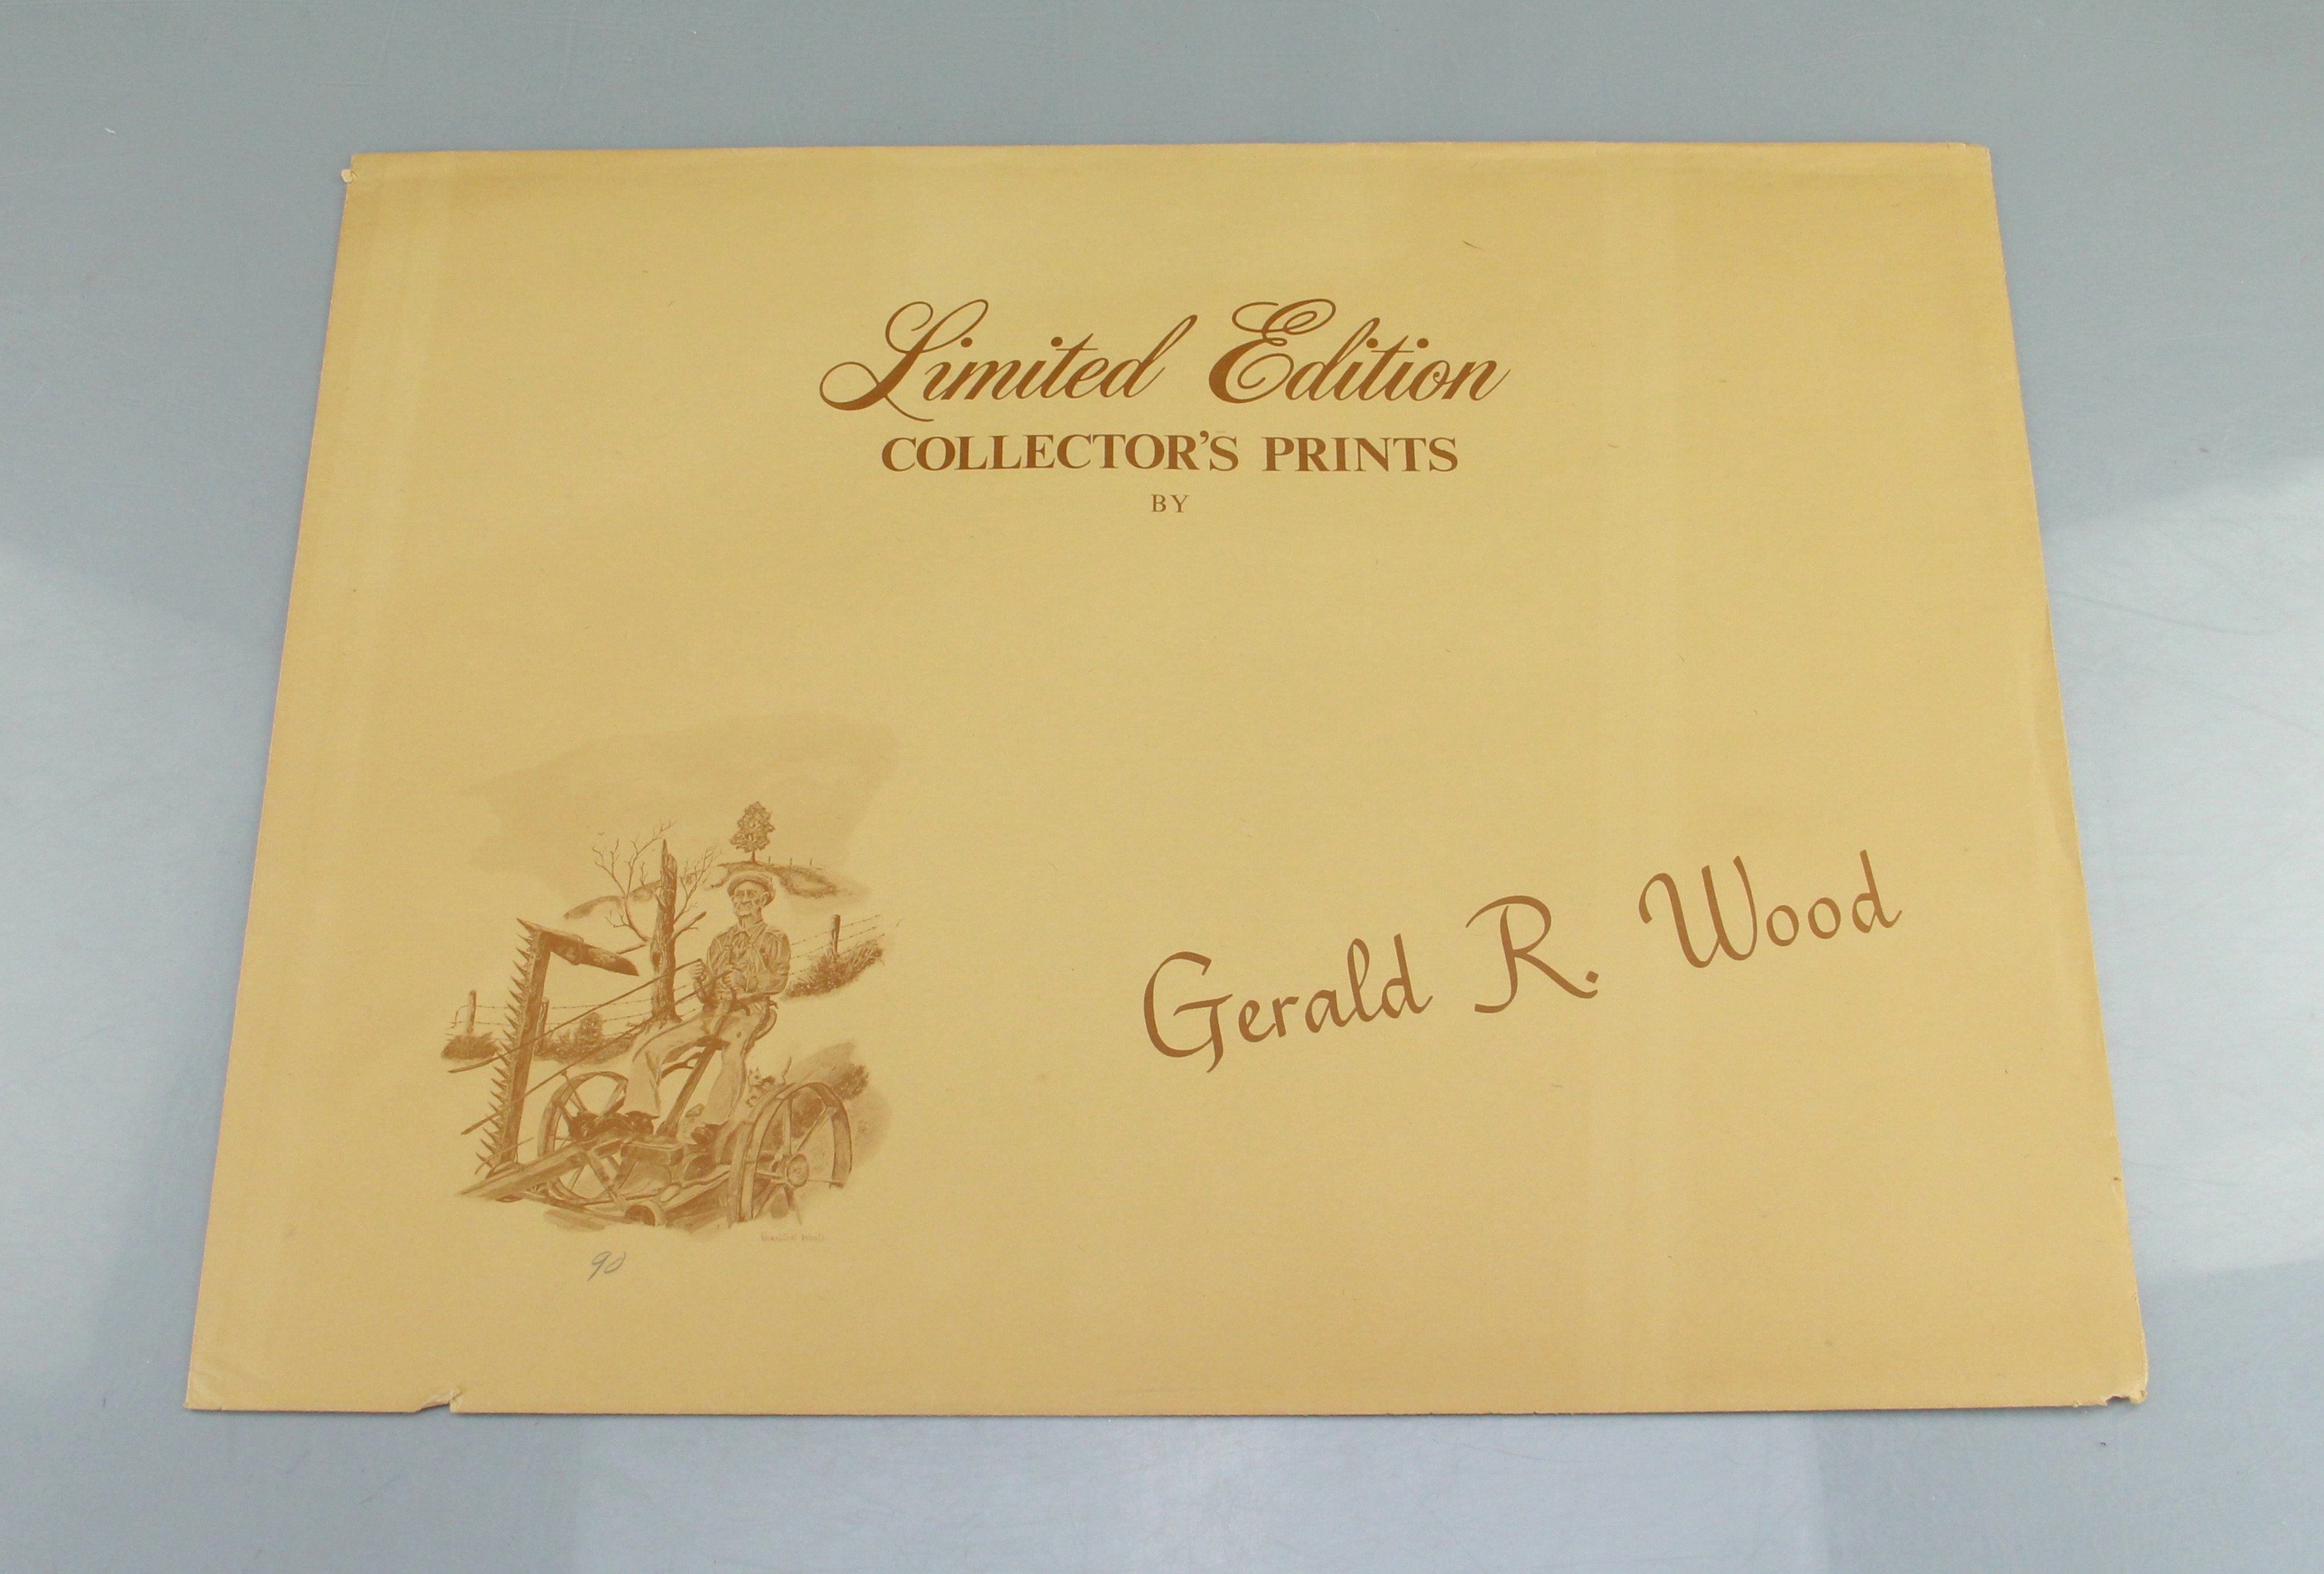 Limited Edition
COLLECTOR'S PRINTS
BY
Gerald R. Wood
90